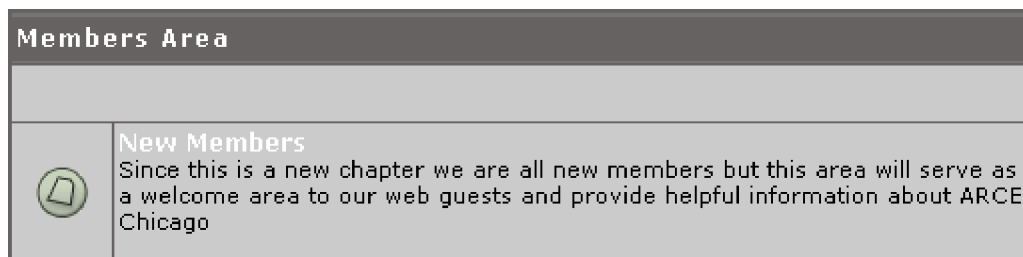 Members Area
New Members
Since this is a new chapter we are all new members but this area will serve as
a welcome area to our web guests and provide helpful information about ARCE
Chicago